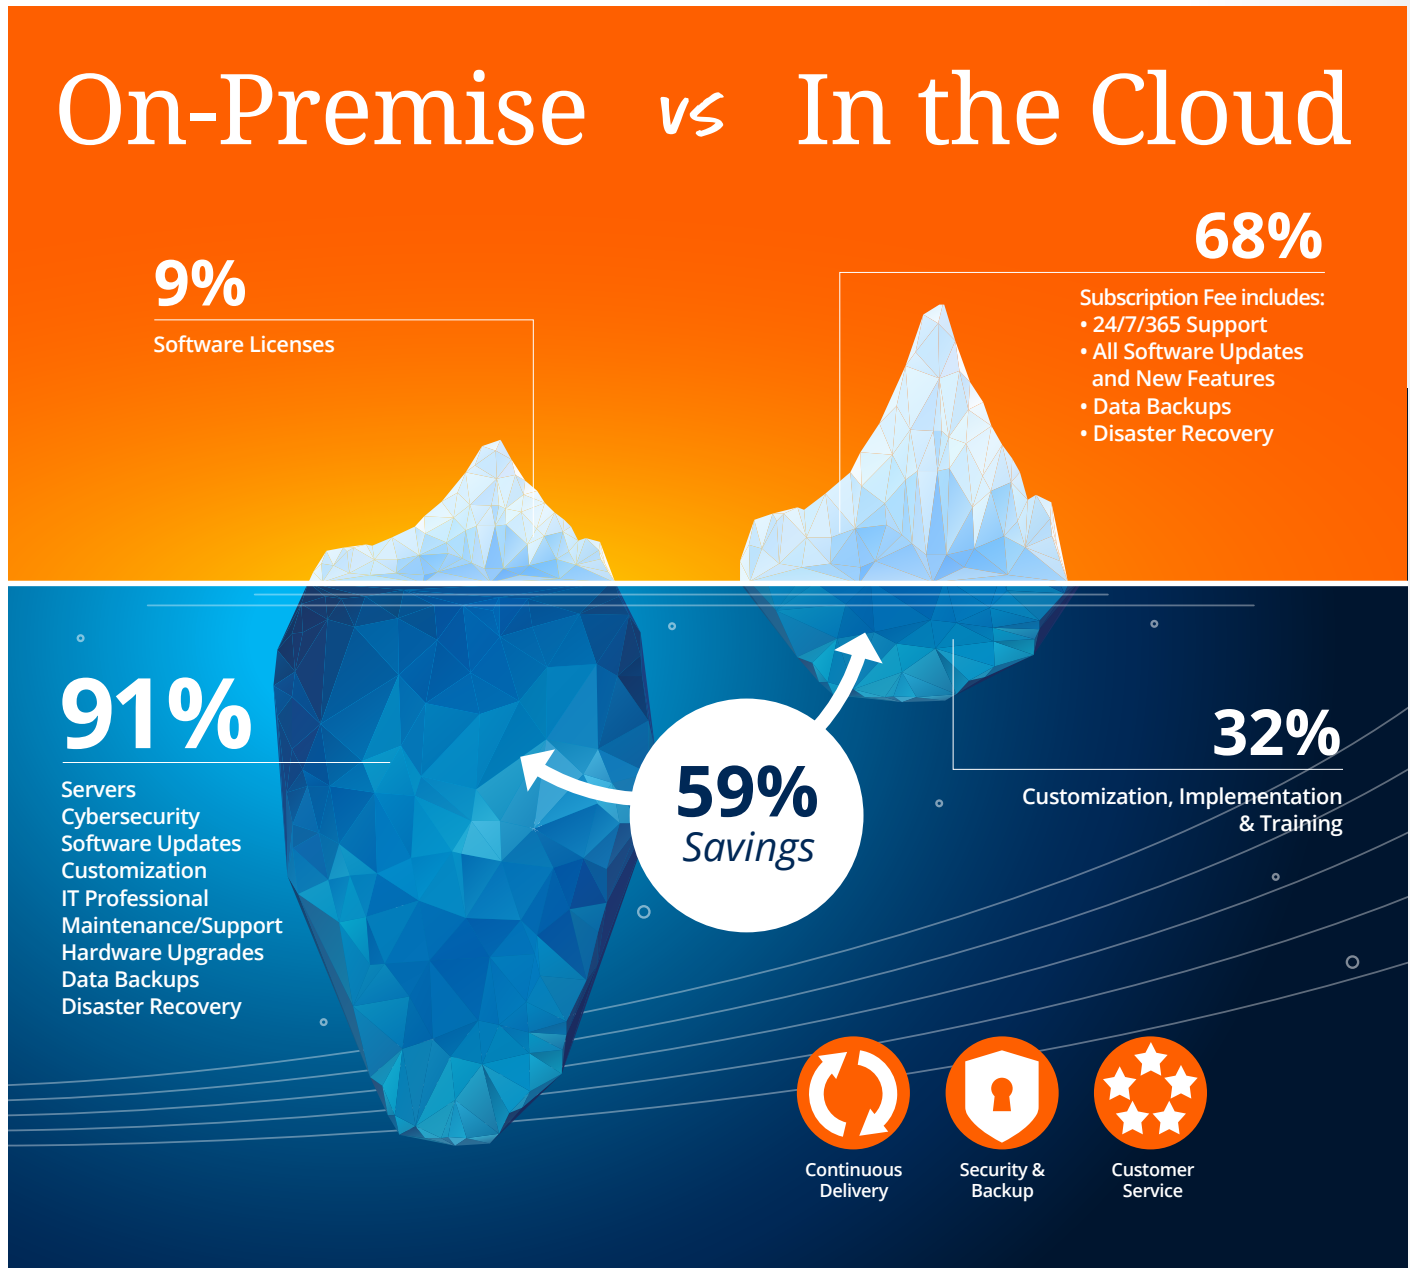 On-Premise vs In the Cloud
9%
Software Licenses
68%
Subscription Fee includes:
• 24/7/365 Support
• All Software Updates
and New Features
• Data Backups
• Disaster Recovery
91%
Servers
Cybersecurity
Software Updates
Customization
IT Professional
Maintenance/Support
Hardware Upgrades
Data Backups
Disaster Recovery
59%
Savings
32%
Customization, Implementation
& Training
Continuous
Delivery
Security &
Backup
Customer
Service